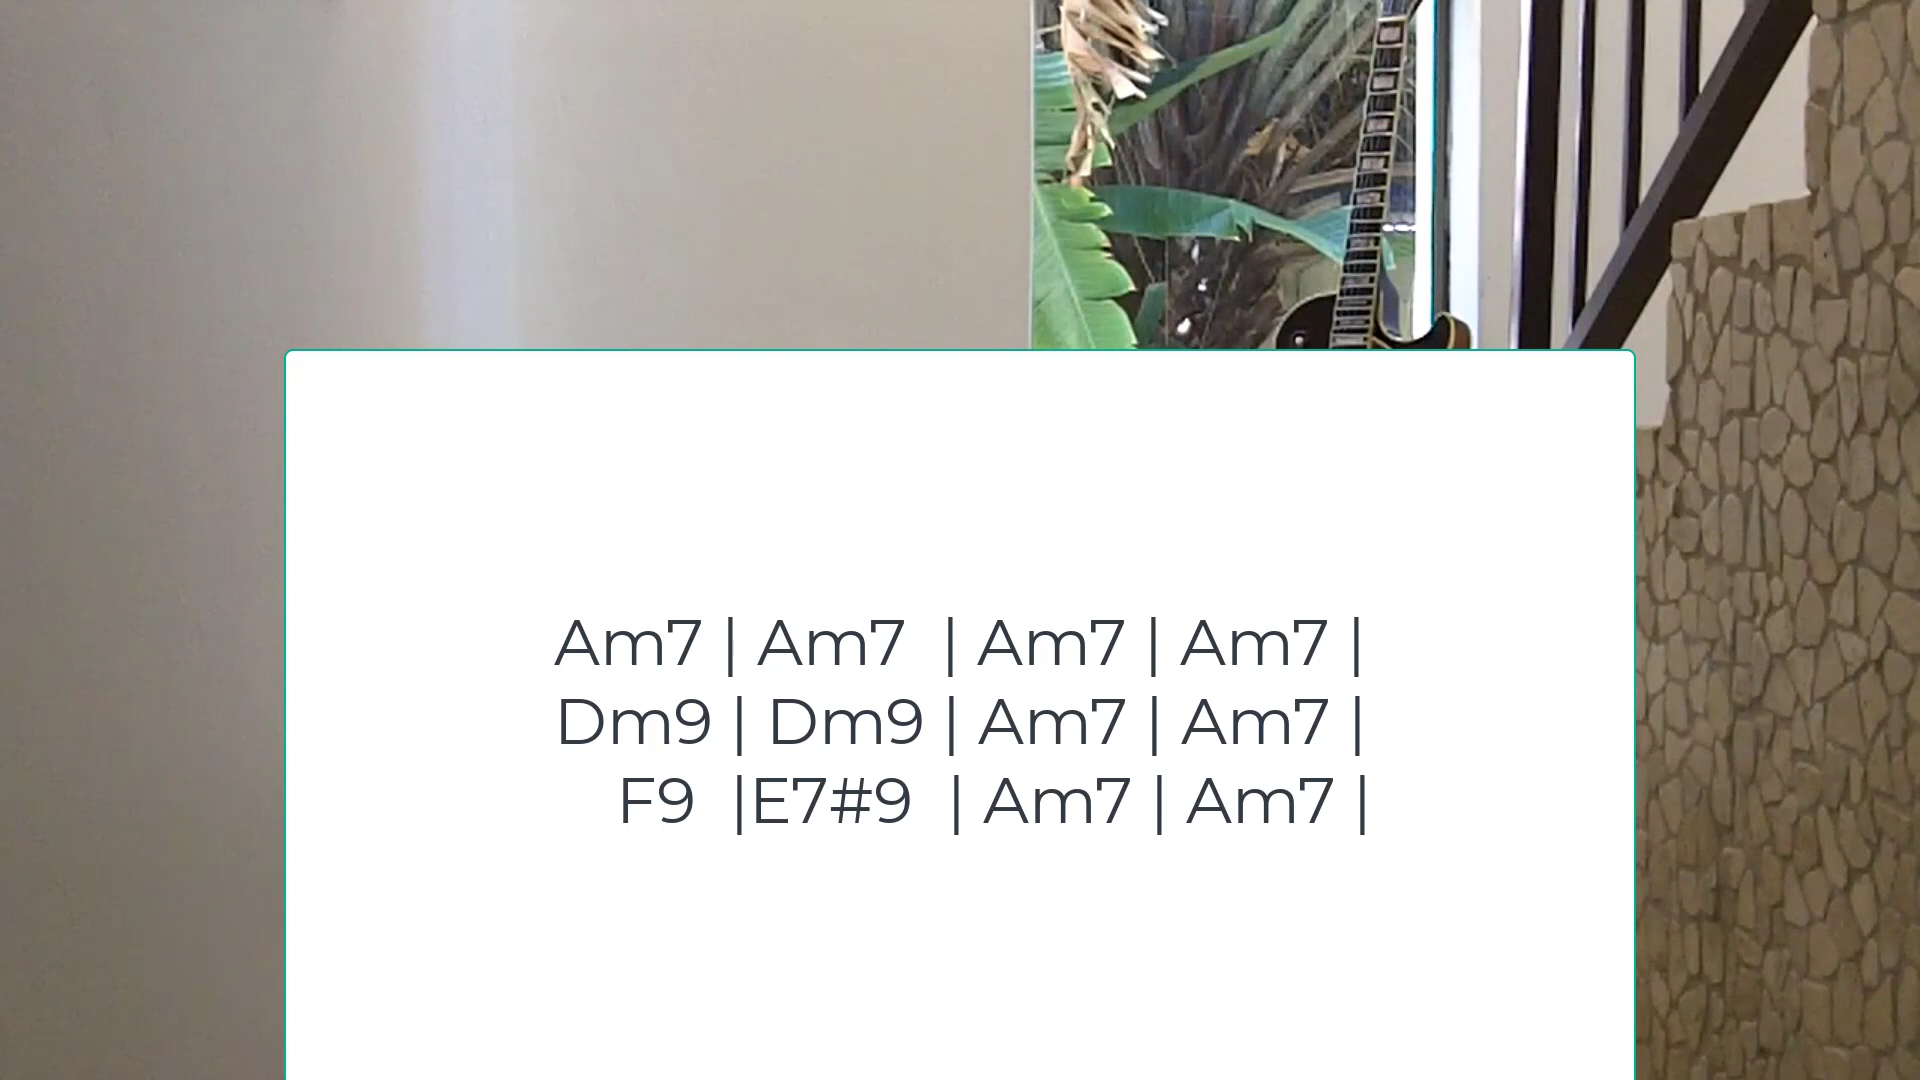 Am7 | Am7 | Am7 | Am7 |
Dm9 | Dm9 | Am7 | Am7 |
F9 |E7#9 | Am7 | Am7 |